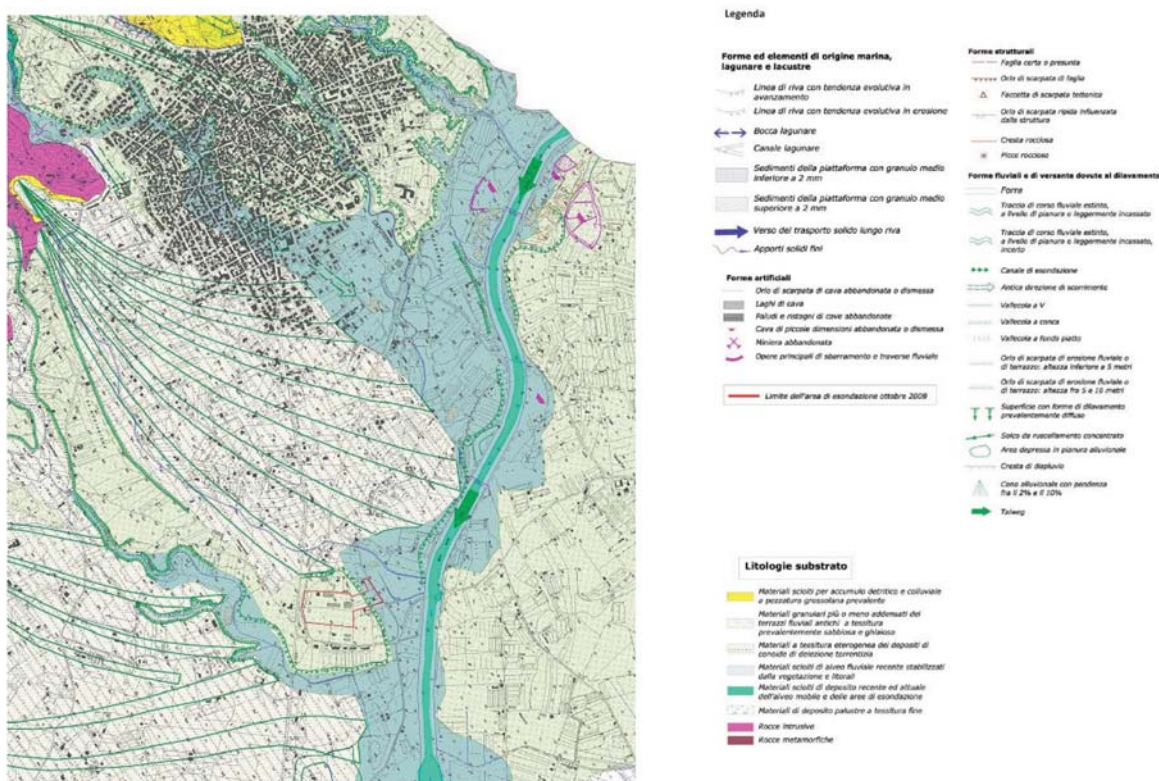 Legenda
Forme ed elementi di origine marina,
lagunare e lacustre
Linea di riva con tendenza evolutiva in
avanzamento
Linea di riva con tendenza evolutiva in erosione
Bocca lagunare
Canale lagunare
Sedimenti della piattaforma con granulo medio
inferiore a 2 mm
Sedimenti della piattaforma con granulo medio
superiore a 2 mm
Verso del trasporto solido lungo riva
Apporti solidi fini
Forme artificiali
Orlo di scarpata di cava abbandonata o dismessa
Laghi di cava
Paludi e ristagni di cave abbandonate
Cava di piccole dimensioni abbandonata o dismessa
Miniera abbandonata
Opere principali di sbarramento e traverse fluviale
Limite dell'area di esondazione ottobre 2008
Forme strutturali
Faglia certa o presunta
Orlo di scarpata di faglia
Faccetta di scarpata tettonica
Orlo di scarpata ripida influenzata
dalla struttura
Cresta rocciosa
Picco roccioso
Forme fluviali e di versante dovute al dilavamento
Forre
Traccia di corso fluviale estinto,
a livello di pianura o leggermente incassato
Traccia di corso fluviale estinto,
a livello di pianura o leggermente incassato,
incerto
Canale di esondazione
Antica direzione di scorrimento
Vallecola a V
Vallecola a conca
Vallecola a fondo piatto
Orlo di scarpata di erosione fluviale o
di terrazzo: altezza inferiore a 5 metri
Orlo di scarpata di erosione fluviale o
di terrazzo: altezza fra 5 e 10 metri
Superficie con forme di dilavamento
prevalentemente diffuso
Solco da ruscellamento concentrato
Area depressa in pianura alluvionale
Cresta di displuvio
Cono alluvionale con pendenza
fra il 2% e il 10%
Talweg
Litologie substrato
Materiali sciolti per accumulo detritico e colluviale
a pezzatura grossolana prevalente
Materiali granulari più o meno addensati dei
terrazzi fluviali antichi a tessitura
prevalentemente sabbiosa e ghiaiosa
Materiali a tessitura eterogenea dei depositi di
conside di deiezione torrentizia
Materiali sciolti di alveo fluviale recente stabilizzati
dalla vegetazione e litorali
Materiali sciolti di deposito recente ed attuale
dell'alveo mobile e delle aree di esondazione
Materiali di deposito palustre a tessitura fine
Rocce intrusive
Rocce metamorfiche